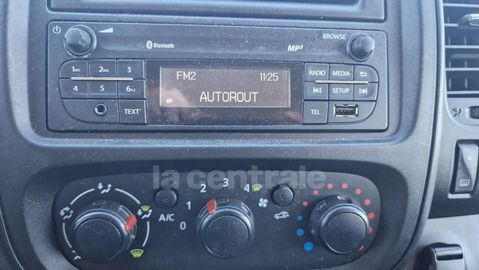 BROWSE
Bluetooth
MP3
1 2 3
4 5 6
FM2 11:25
AUTOROUT
RADIO MEDIA
SETUP
TEXT
TEL
la centrale
A/C
0 1 2 3 4